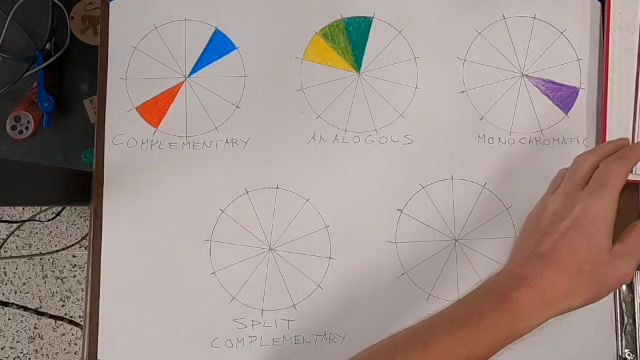 COMPLEMENTARY
ANALOGOUS
MONOCHROMATIC
SPLIT
COMPLEMENTARY